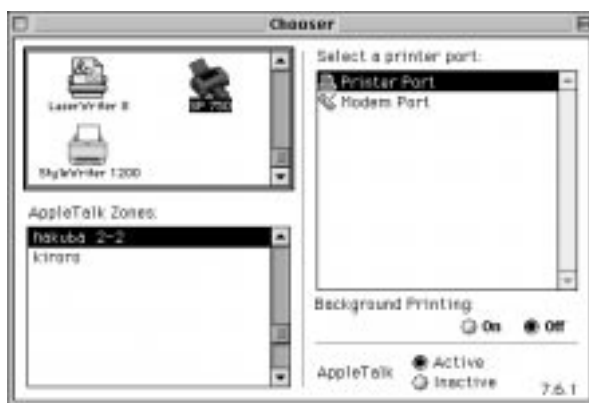 Chooser
LaserWriter 8
SP 750
StyleWriter 1200
Select a printer port:
Printer Port
Modem Port
AppleTalk Zones:
hakuba 2-2
kirara
Background Printing
On
Off
AppleTalk
Active
Inactive
7.6.1